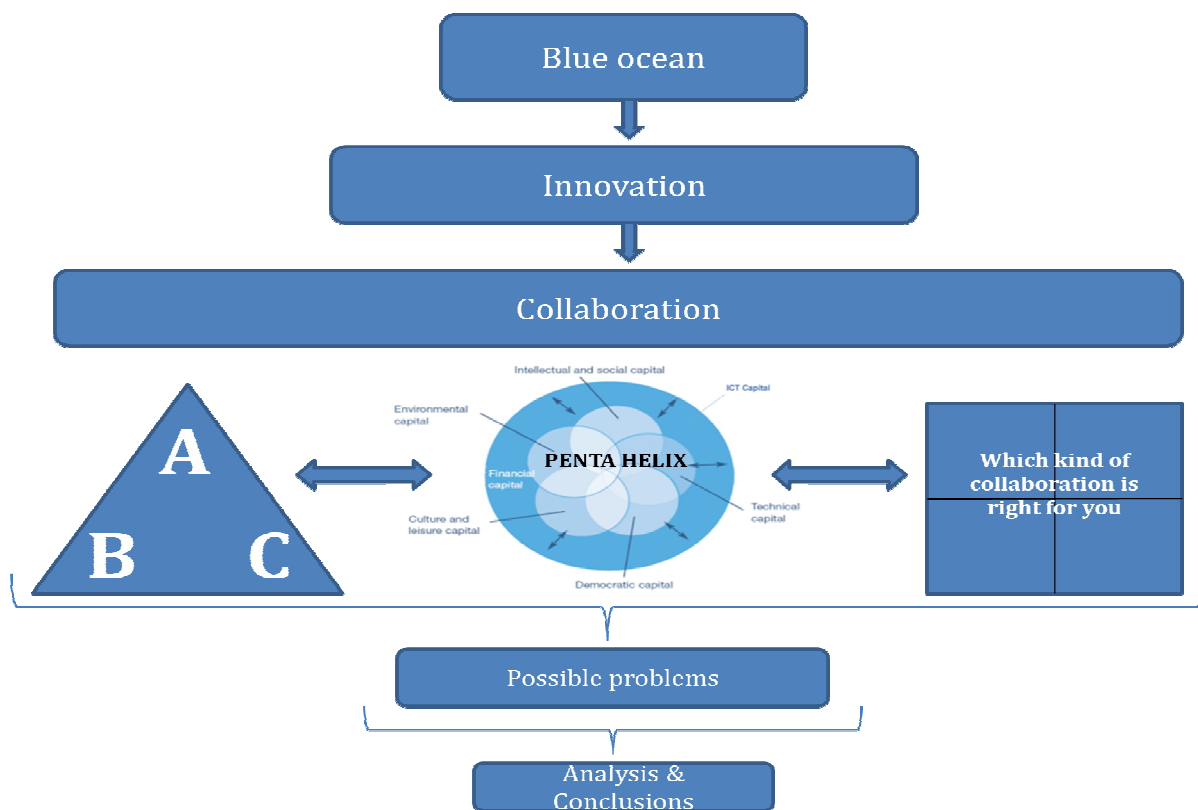 Blue ocean
Innovation
Collaboration
A
B
C
Intellectual and social capital
ICT Capital
Environmental
capital
PENTA HELIX
Financial
capital
Technical
capital
Culture and
leisure capital
Democratic capital
Which kind of
collaboration is
right for you
Possible problems
Analysis &
Conclusions